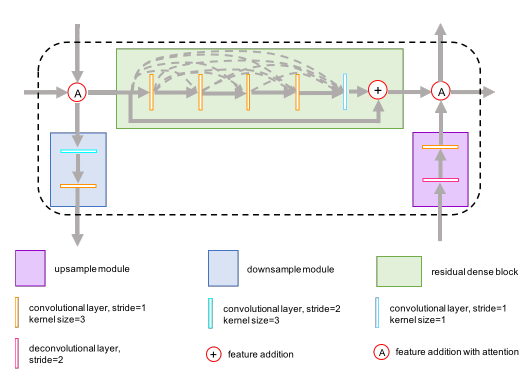 A
+
A
upsample module
downsample module
residual dense block
convolutional layer, stride=1
kernel size=3
convolutional layer, stride=2
kernel size=3
convolutional layer, stride=1
kernel size=1
deconvolutional layer,
stride=2
+ feature addition
A feature addition with attention